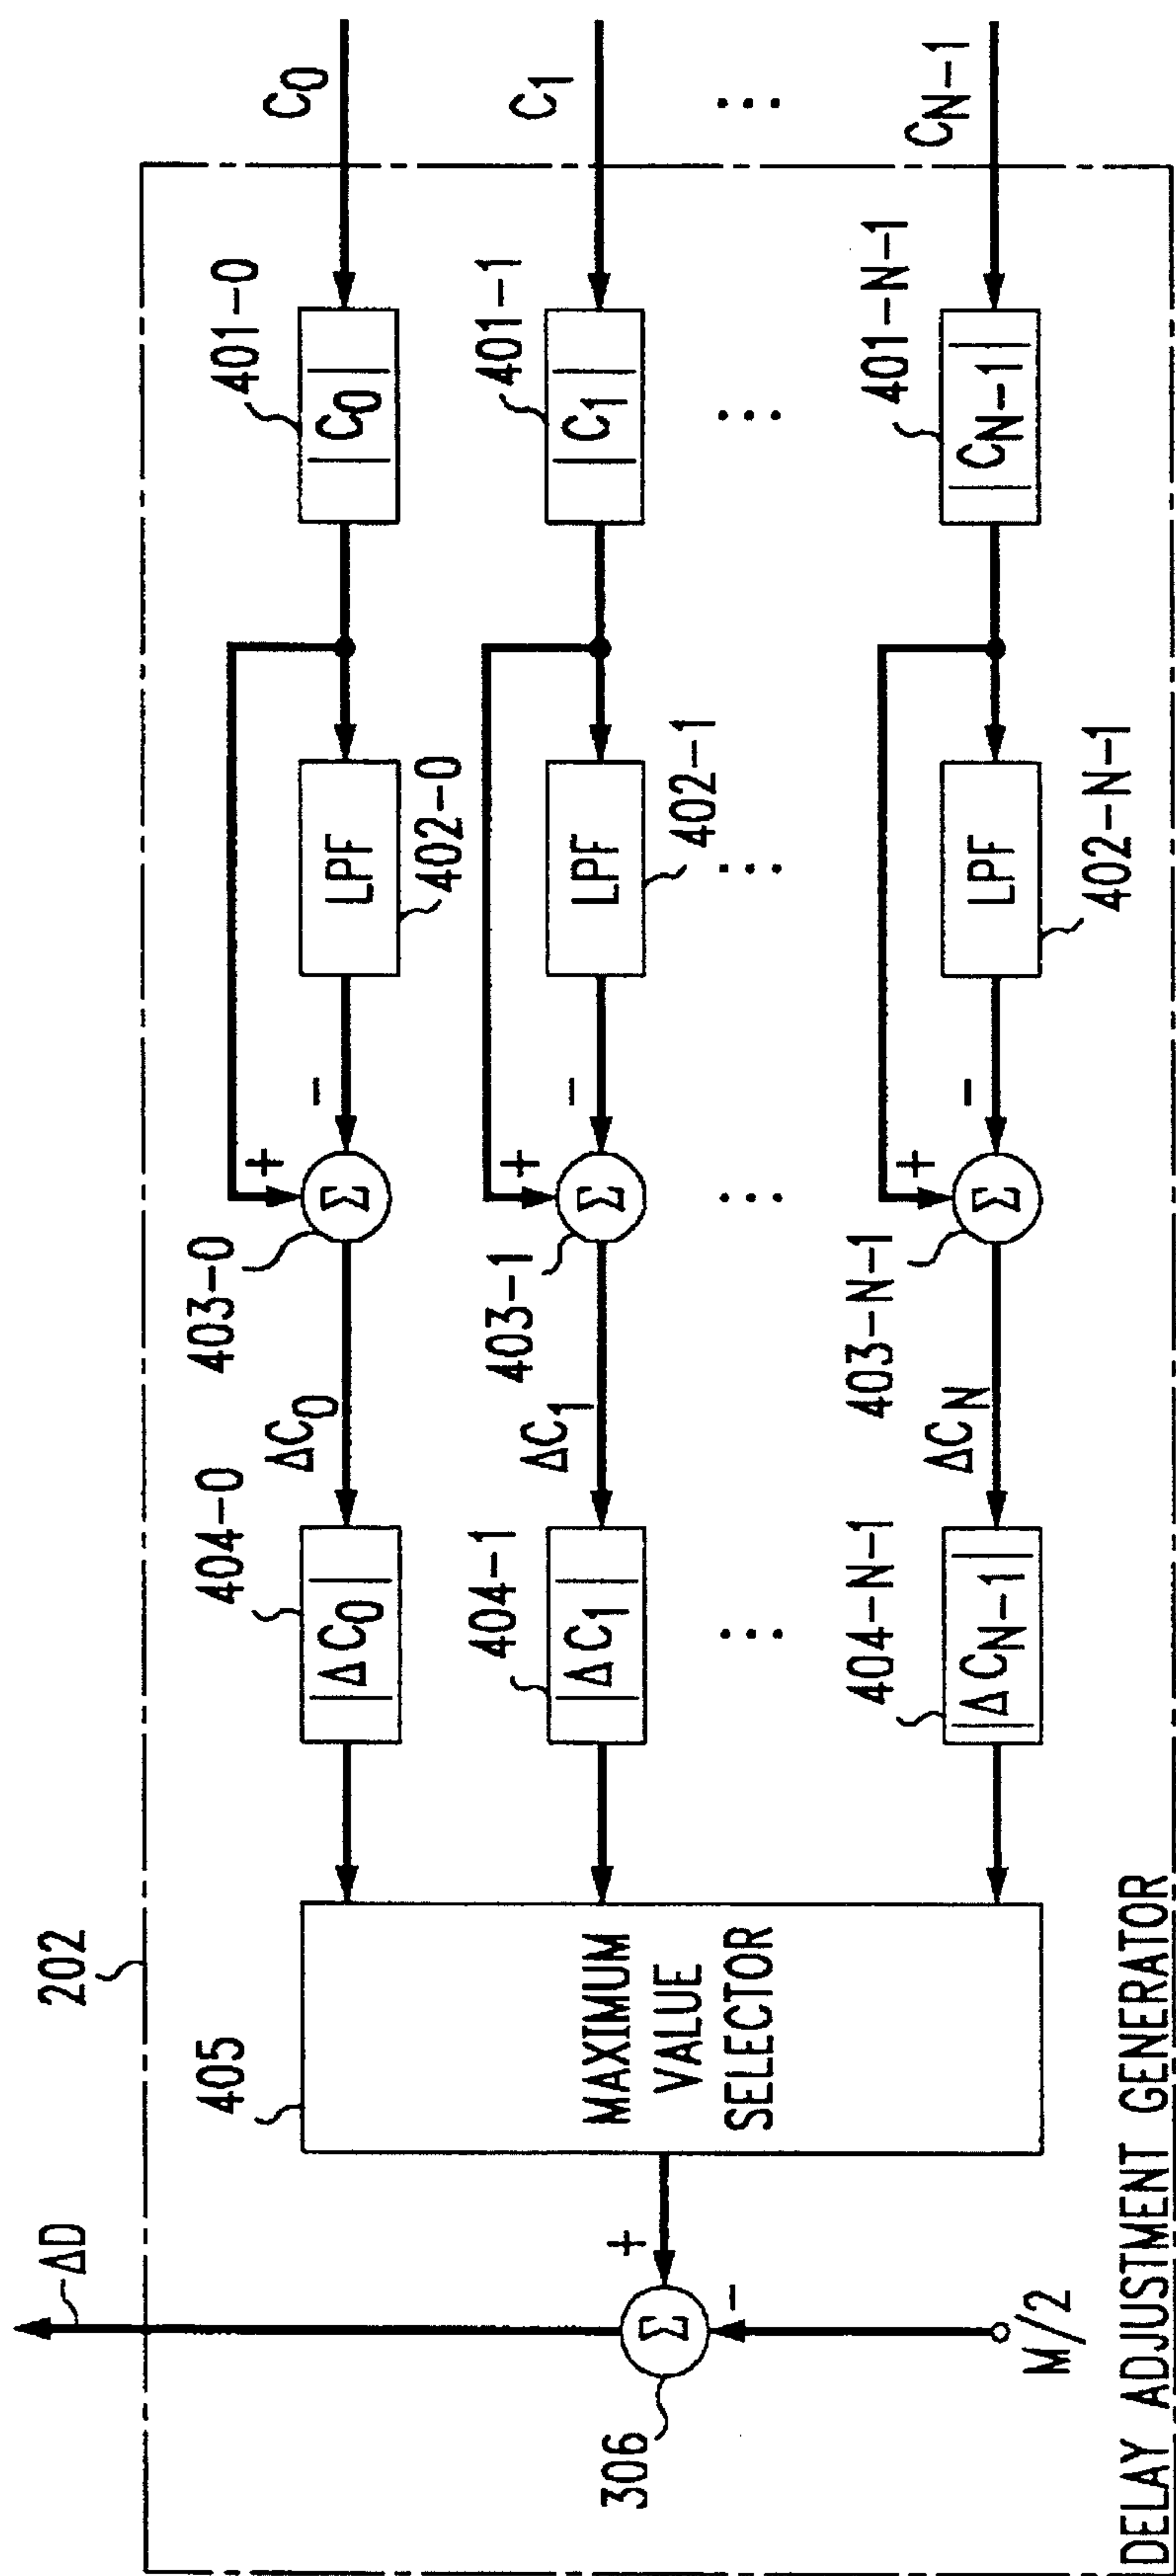 ΔD
202
405
404-0
ΔC0
403-0
402-0
401-0
C0
|ΔC0|
+
-
Σ
LPF
|C0|
404-1
ΔC1
403-1
402-1
401-1
C1
|ΔC1|
+
-
Σ
LPF
|C1|
MAXIMUM
VALUE
SELECTOR
306
Σ
+
-
M/2
...
...
...
...
...
404-N-1
ΔCN
403-N-1
402-N-1
401-N-1
CN-1
|ΔCN-1|
+
-
Σ
LPF
|CN-1|
DELAY ADJUSTMENT GENERATOR